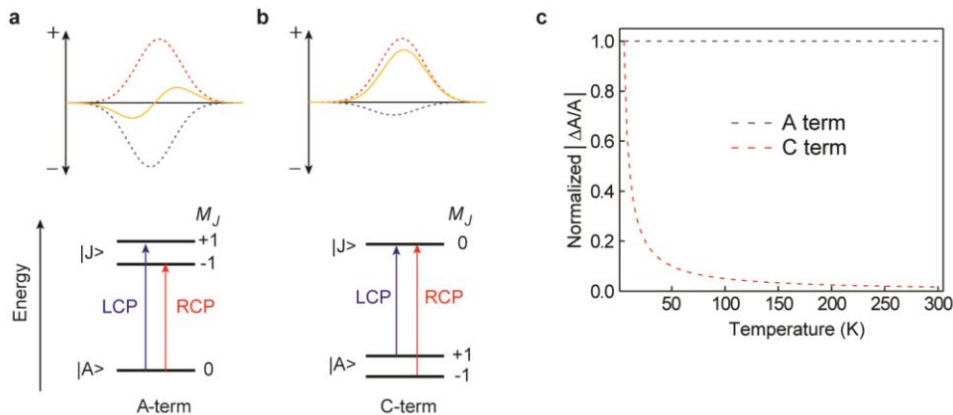 a
+
−
Energy
M_J
|J>
+1
-1
LCP
RCP
|A>
0
A-term
b
+
−
M_J
|J>
0
LCP
RCP
|A>
+1
-1
C-term
c
Normalized |ΔA/A|
1.0
0.8
0.6
0.4
0.2
0.0
A term
C term
50
100
150
200
250
300
Temperature (K)